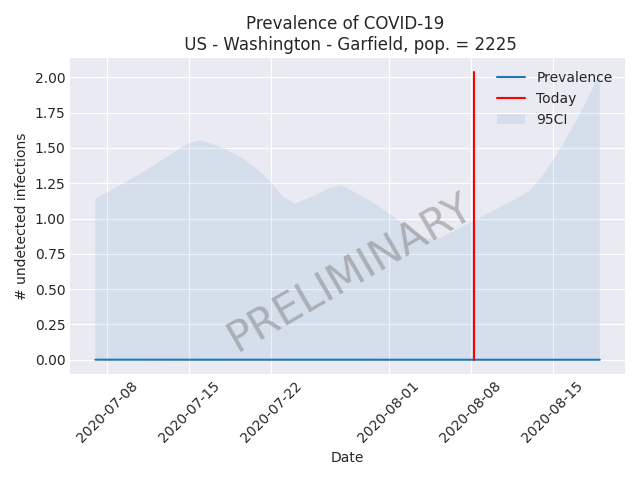 Prevalence of COVID-19
US - Washington - Garfield, pop. = 2225
# undetected infections
2.00
1.75
1.50
1.25
1.00
0.75
0.50
0.25
0.00
Prevalence
Today
95CI
PRELIMINARY
2020-07-08
2020-07-15
2020-07-22
2020-08-01
2020-08-08
2020-08-15
Date